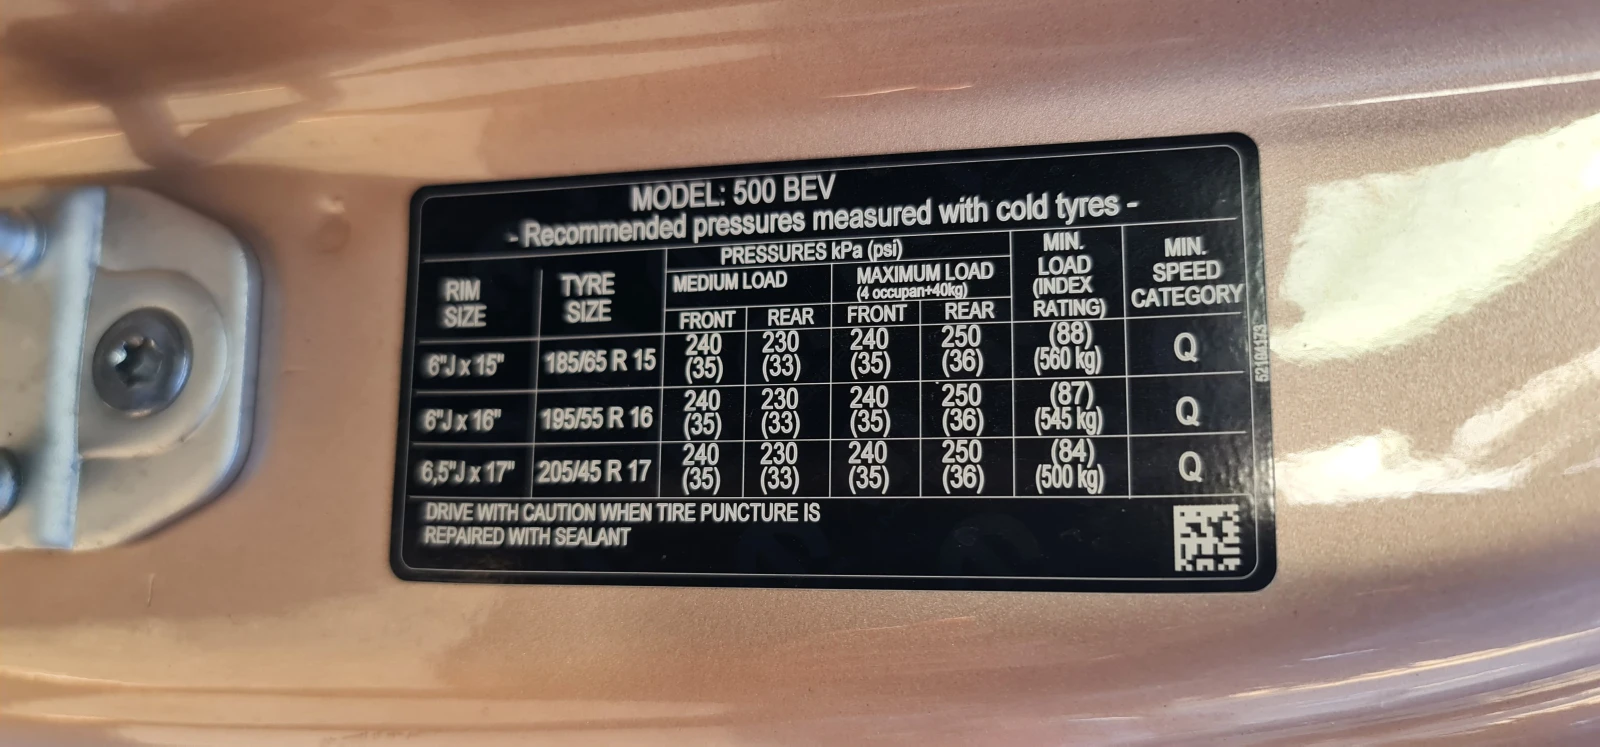 MODEL: 500 BEV
- Recommended pressures measured with cold tyres -
RIM SIZE TYRE SIZE PRESSURES kPa (psi) MIN. LOAD (INDEX RATING) MIN. SPEED CATEGORY
MEDIUM LOAD MAXIMUM LOAD (4 occupan+40kg)
FRONT REAR FRONT REAR
6"J x 15" 185/65 R 15 240 (35) 230 (33) 240 (35) 250 (36) (88) (560 kg) Q
6"J x 16" 195/55 R 16 240 (35) 230 (33) 240 (35) 250 (36) (87) (545 kg) Q
6,5"J x 17" 205/45 R 17 240 (35) 230 (33) 240 (35) 250 (36) (84) (500 kg) Q
DRIVE WITH CAUTION WHEN TIRE PUNCTURE IS
REPAIRED WITH SEALANT